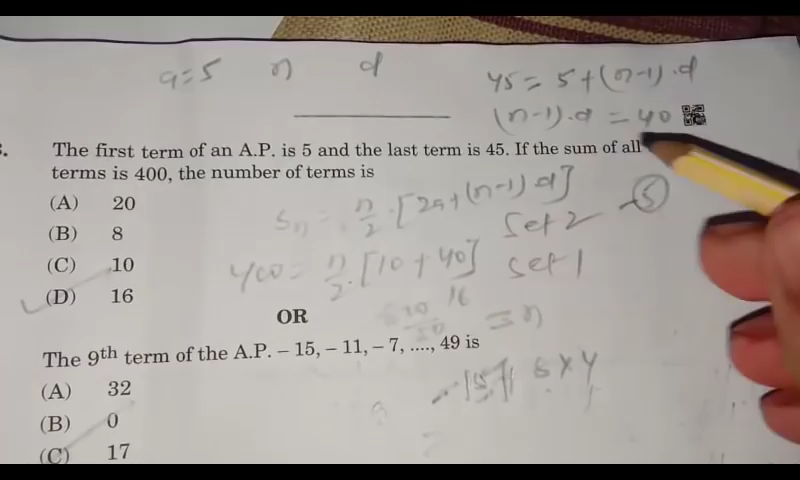 a=5 n d
45 = 5+(n-1).d
(n-1).d = 40
The first term of an A.P. is 5 and the last term is 45. If the sum of all
terms is 400, the number of terms is
(A) 20
(B) 8
(C) 10
(D) 16
Sn = n/2 . [2a+(n-1) d]
Set 2 - 5
400 = n/2 . [10 + 40] Set 1
16
= n
OR
The 9th term of the A.P. – 15, – 11, – 7, ...., 49 is
(A) 32
(B) 0
(C) 17